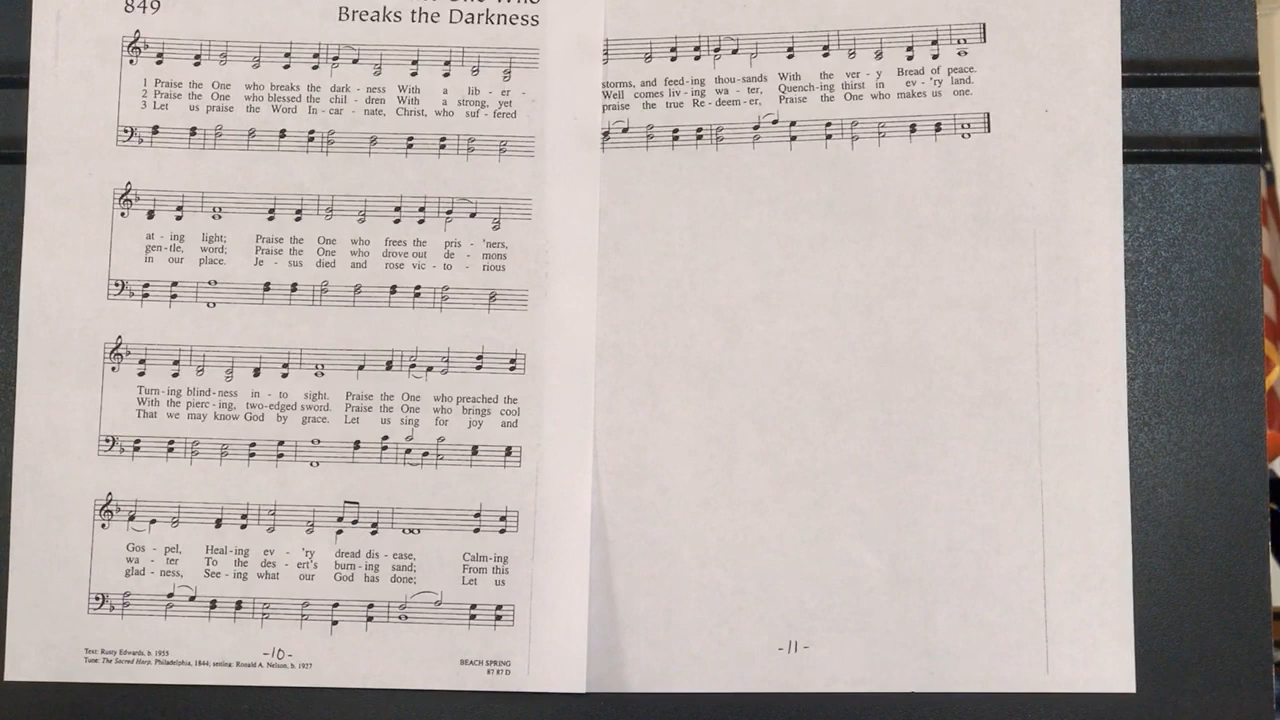 849
Breaks the Darkness
1 Praise the One who breaks the dark - ness With a lib - er -
2 Praise the One who blessed the chil - dren With a strong, yet
3 Let us praise the Word In - car - nate, Christ, who suf - fered
at - ing light; Praise the One who frees the pris - 'ners,
gen - tle, word; Praise the One who drove out de - mons
in our place. Je - sus died and rose vic - to - rious
Turn - ing blind - ness in - to sight. Praise the One who preached the
With the pierc - ing, two-edged sword. Praise the One who brings cool
That we may know God by grace. Let us sing for joy and
Gos - pel, Heal - ing ev - 'ry dread dis - ease, Calm - ing
wa - ter To the des - ert's burn - ing sand; From this
glad - ness, See - ing what our God has done; Let us
Text: Rusty Edwards, b. 1955
Tune: The Sacred Harp, Philadelphia, 1844; setting: Ronald A. Nelson, b. 1927
-10-
BEACH SPRING
87 87 D
storms, and feed - ing thou - sands With the ver - y Bread of peace.
Well comes liv - ing wa - ter, Quench - ing thirst in ev - 'ry land.
praise the true Re - deem - er, Praise the One who makes us one.
-11-